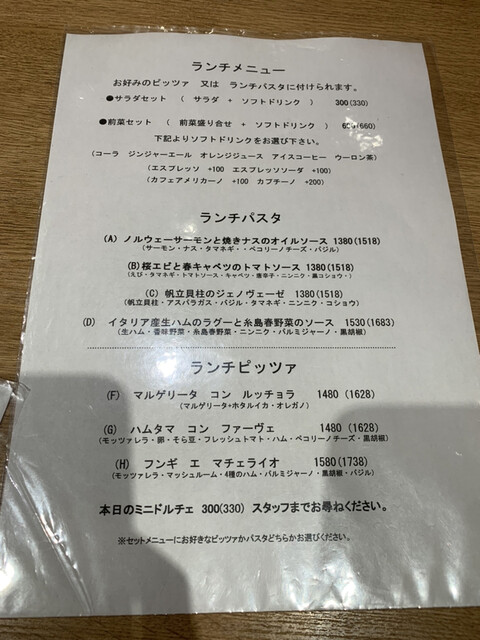 ランチメニュー
お好みのピッツァ 又は ランチパスタに付けられます。
●サラダセット ( サラダ + ソフトドリンク ) 300(330)
●前菜セット ( 前菜盛り合せ + ソフトドリンク ) 600(660)
下記よりソフトドリンクをお選び下さい。
(コーラ ジンジャーエール オレンジジュース アイスコーヒー ウーロン茶)
(エスプレッソ +100 エスプレッソソーダ +100)
(カフェアメリカーノ +100 カプチーノ +200)
ランチパスタ
(A) ノルウェーサーモンと焼きナスのオイルソース 1380(1518)
(サーモン・ナス・タマネギ・・ペコリーノチーズ・バジル)
(B)桜エビと春キャベツのトマトソース 1380(1518)
(えび・タマネギ・トマトソース・キャベツ・唐辛子・ニンニク・黒コショウ・)
(C) 帆立貝柱のジェノヴェーゼ 1380(1518)
(帆立貝柱・アスパラガス・バジル・タマネギ・ニンニク・コショウ)
(D) イタリア産生ハムのラグーと糸島春野菜のソース 1530(1683)
(生ハム・香味野菜・糸島春野菜・ニンニク・パルミジャーノ・黒胡椒)
ランチピッツァ
(F) マルゲリータ コン ルッチョラ 1480 (1628)
(マルゲリータ+ホタルイカ・オレガノ)
(G) ハムタマ コン ファーヴェ 1480 (1628)
(モッツァレラ・卵・そら豆・フレッシュトマト・ハム・ペコリーノチーズ・黒胡椒)
(H) フンギ エ マチェライオ 1580(1738)
(モッツァレラ・マッシュルーム・4種のハム・パルミジャーノ・黒胡椒・バジル)
本日のミニドルチェ 300(330) スタッフまでお尋ねください。
※セットメニューにお好きなピッツァかパスタどちらかお選びください。